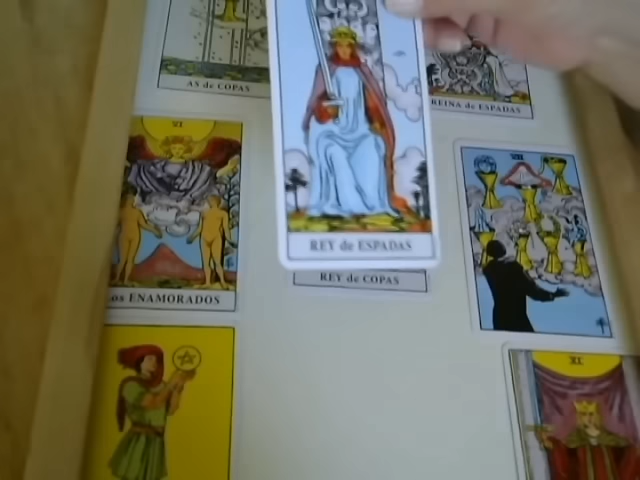 AS de COPAS
REINA de ESPADAS
VI
VII
REY de ESPADAS
REY de COPAS
os ENAMORADOS
XI